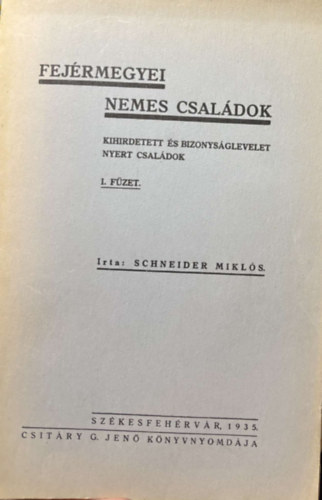 FEJÉRMEGYEI
NEMES CSALÁDOK
KIHIRDETETT ÉS BIZONYSÁGLEVELET
NYERT CSALÁDOK
I. FÜZET.
Irta: SCHNEIDER MIKLÓS.
SZÉKESFEHÉRVÁR, 1935.
CSITÁRY G. JENŐ KÖNYVNYOMDÁJA